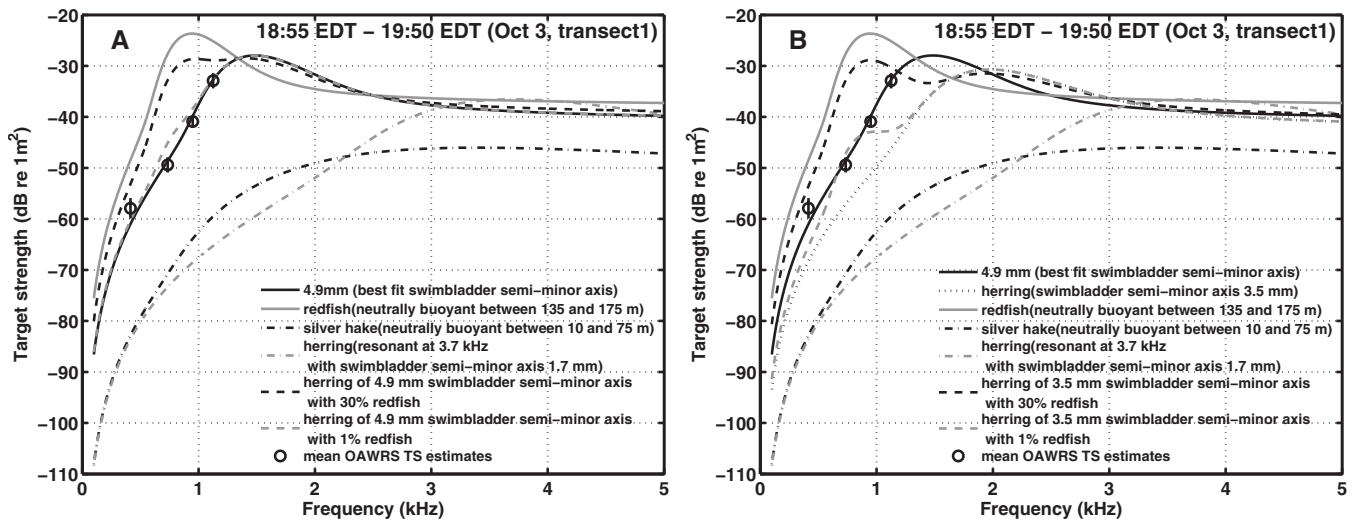 A
18:55 EDT – 19:50 EDT (Oct 3, transect1)
Target strength (dB re 1m²)
−20
−30
−40
−50
−60
−70
−80
−90
−100
−110
4.9mm (best fit swimbladder semi−minor axis)
redfish(neutrally buoyant between 135 and 175 m)
silver hake(neutrally buoyant between 10 and 75 m)
herring(resonant at 3.7 kHz
with swimbladder semi−minor axis 1.7 mm)
herring of 4.9 mm swimbladder semi−minor axis
with 30% redfish
herring of 4.9 mm swimbladder semi−minor axis
with 1% redfish
mean OAWRS TS estimates
0 1 2 3 4 5
Frequency (kHz)
B
18:55 EDT – 19:50 EDT (Oct 3, transect1)
Target strength (dB re 1m²)
−20
−30
−40
−50
−60
−70
−80
−90
−100
−110
4.9 mm (best fit swimbladder semi−minor axis)
herring(swimbladder semi−minor axis 3.5 mm)
redfish(neutrally buoyant between 135 and 175 m)
silver hake(neutrally buoyant between 10 and 75 m)
herring(resonant at 3.7 kHz
with swimbladder semi−minor axis 1.7 mm)
herring of 3.5 mm swimbladder semi−minor axis
with 30% redfish
herring of 3.5 mm swimbladder semi−minor axis
with 1% redfish
mean OAWRS TS estimates
0 1 2 3 4 5
Frequency (kHz)